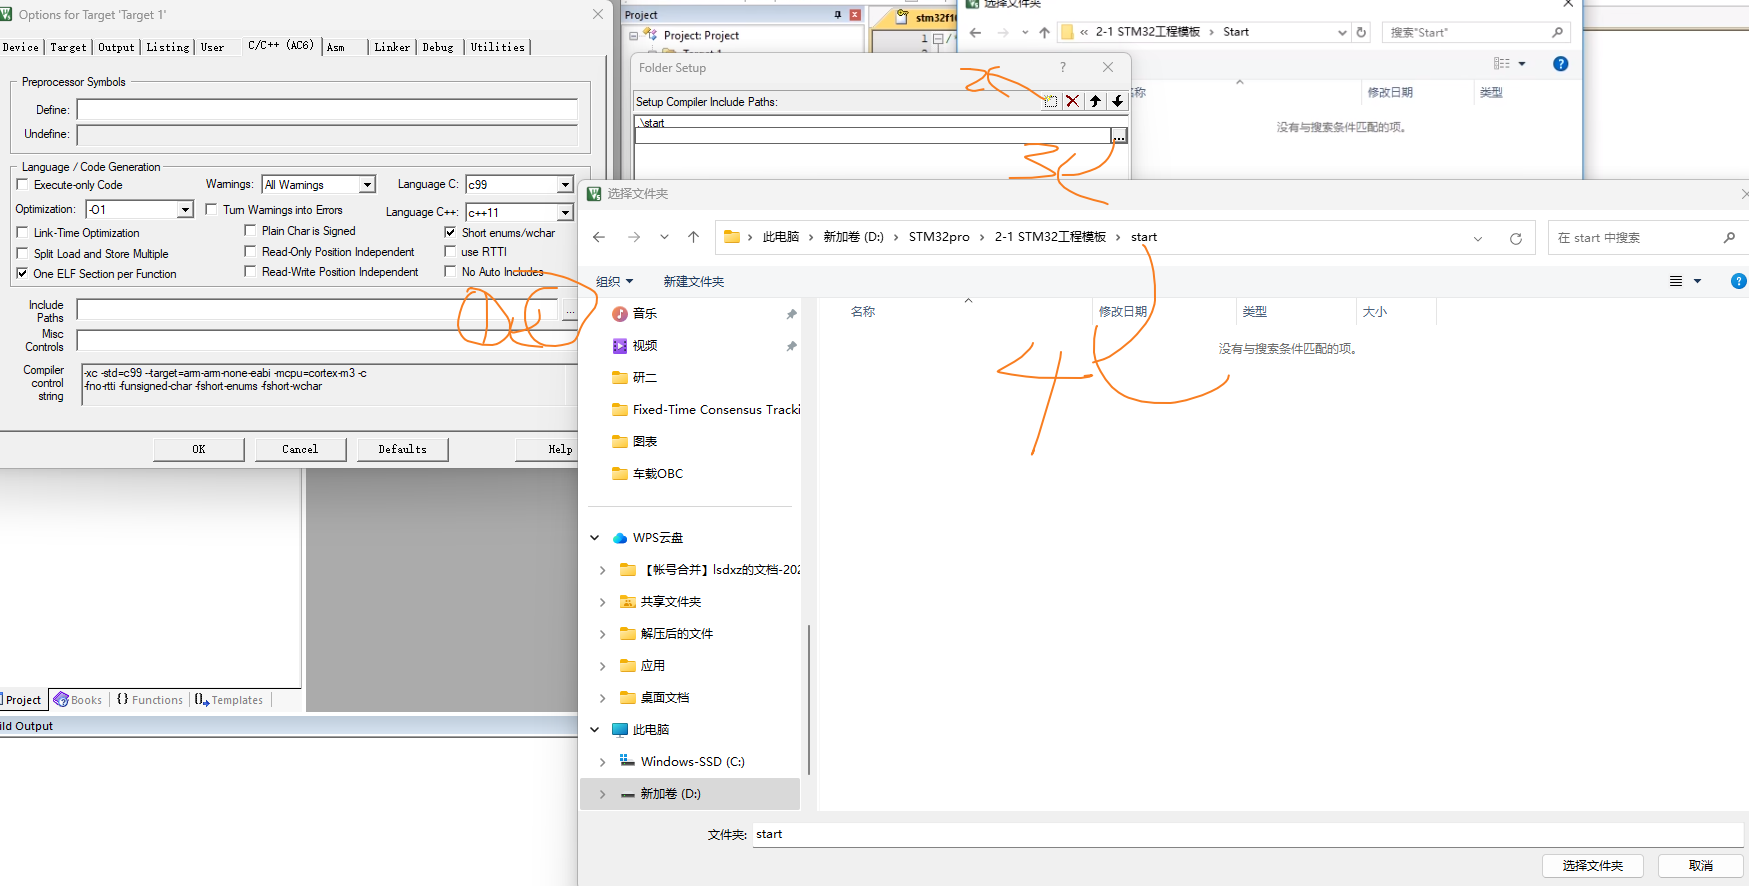 Options for Target 'Target 1'
Device Target Output Listing User C/C++ (AC6) Asm Linker Debug Utilities
Preprocessor Symbols
Define:
Undefine:
Language / Code Generation
Execute-only Code
Warnings: All Warnings
Language C: c99
Optimization: -O1
Turn Warnings into Errors
Language C++: c++11
Link-Time Optimization
Plain Char is Signed
Short enums/wchar
Split Load and Store Multiple
Read-Only Position Independent
use RTTI
One ELF Section per Function
Read-Write Position Independent
No Auto Includes
Include
Paths
...
Misc
Controls
Compiler
control
string
-xc -std=c99 --target=arm-arm-none-eabi -mcpu=cortex-m3 -c
-fno-rtti -funsigned-char -fshort-enums -fshort-wchar
OK Cancel Defaults Help
Project
Project: Project
stm32f10
1
Folder Setup
?
Setup Compiler Include Paths:
.\start
...
选择文件夹
« 2-1 STM32工程模板 › Start
搜索"Start"
修改日期 类型
没有与搜索条件匹配的项。
选择文件夹
此电脑 › 新加卷 (D:) › STM32pro › 2-1 STM32工程模板 › start
在 start 中搜索
组织 新建文件夹
名称 修改日期 类型 大小
没有与搜索条件匹配的项。
音乐
视频
研二
Fixed-Time Consensus Tracki
图表
车载OBC
WPS云盘
【帐号合并】lsdxz的文档-202
共享文件夹
解压后的文件
应用
桌面文档
此电脑
Windows-SSD (C:)
新加卷 (D:)
文件夹: start
选择文件夹 取消
Project Books Functions Templates
ild Output
1
2
3
4